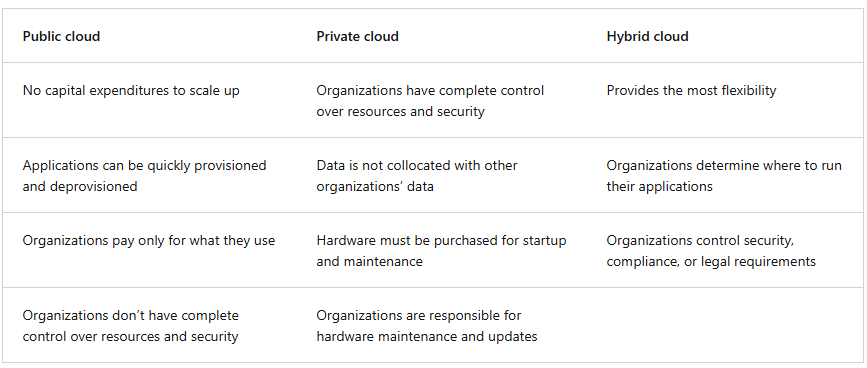 Public cloud
Private cloud
Hybrid cloud
No capital expenditures to scale up
Organizations have complete control
over resources and security
Provides the most flexibility
Applications can be quickly provisioned
and deprovisioned
Data is not collocated with other
organizations’ data
Organizations determine where to run
their applications
Organizations pay only for what they use
Hardware must be purchased for startup
and maintenance
Organizations control security,
compliance, or legal requirements
Organizations don’t have complete
control over resources and security
Organizations are responsible for
hardware maintenance and updates